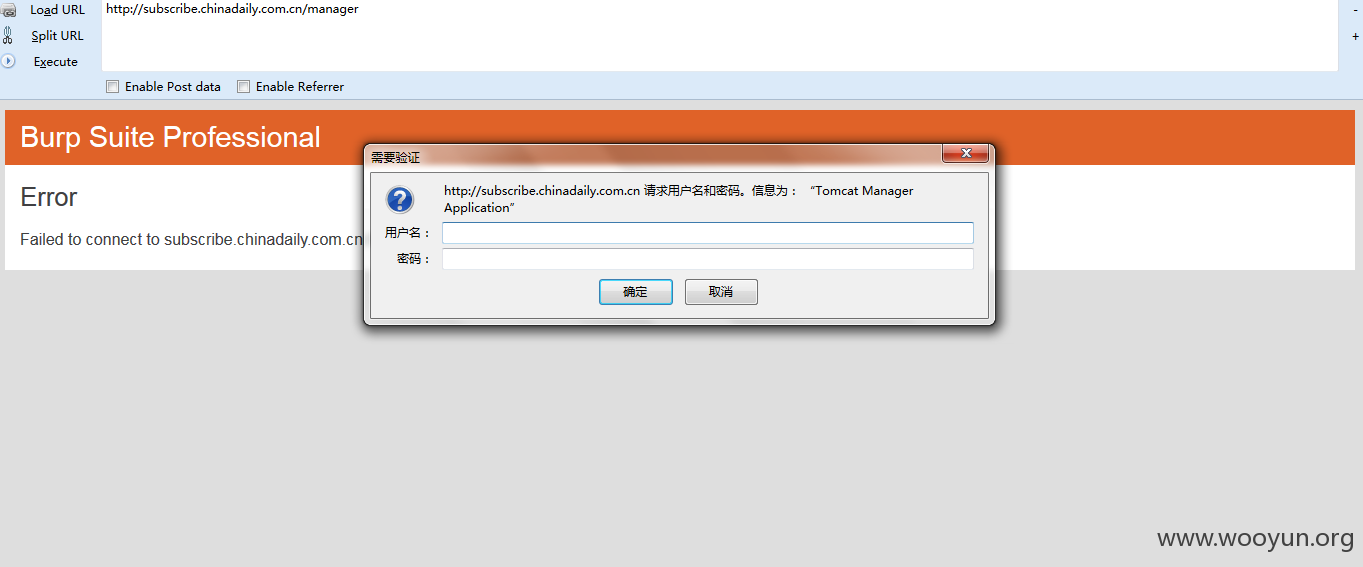 Load URL
http://subscribe.chinadaily.com.cn/manager
-
Split URL
+
Execute
Enable Post data
Enable Referrer
Burp Suite Professional
需要验证
Error
http://subscribe.chinadaily.com.cn 请求用户名和密码。信息为： “Tomcat Manager
Application”
Failed to connect to subscribe.chinadaily.com.cn
用户名：
密码：
确定
取消
www.wooyun.org